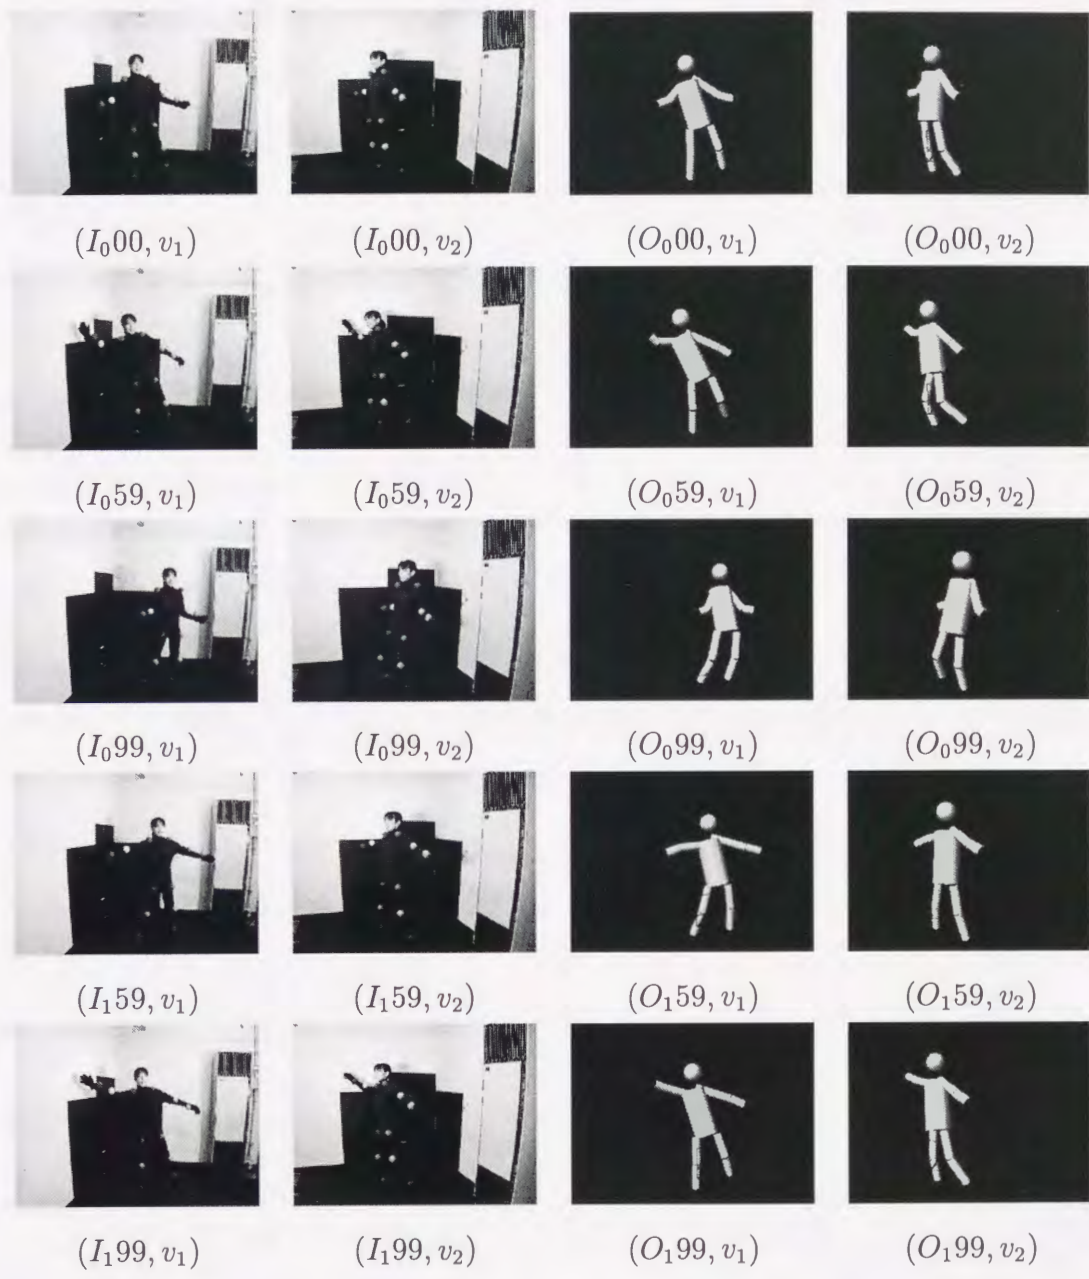 (I₀00, v₁) (I₀00, v₂) (O₀00, v₁) (O₀00, v₂)
(I₀59, v₁) (I₀59, v₂) (O₀59, v₁) (O₀59, v₂)
(I₀99, v₁) (I₀99, v₂) (O₀99, v₁) (O₀99, v₂)
(I₁59, v₁) (I₁59, v₂) (O₁59, v₁) (O₁59, v₂)
(I₁99, v₁) (I₁99, v₂) (O₁99, v₁) (O₁99, v₂)